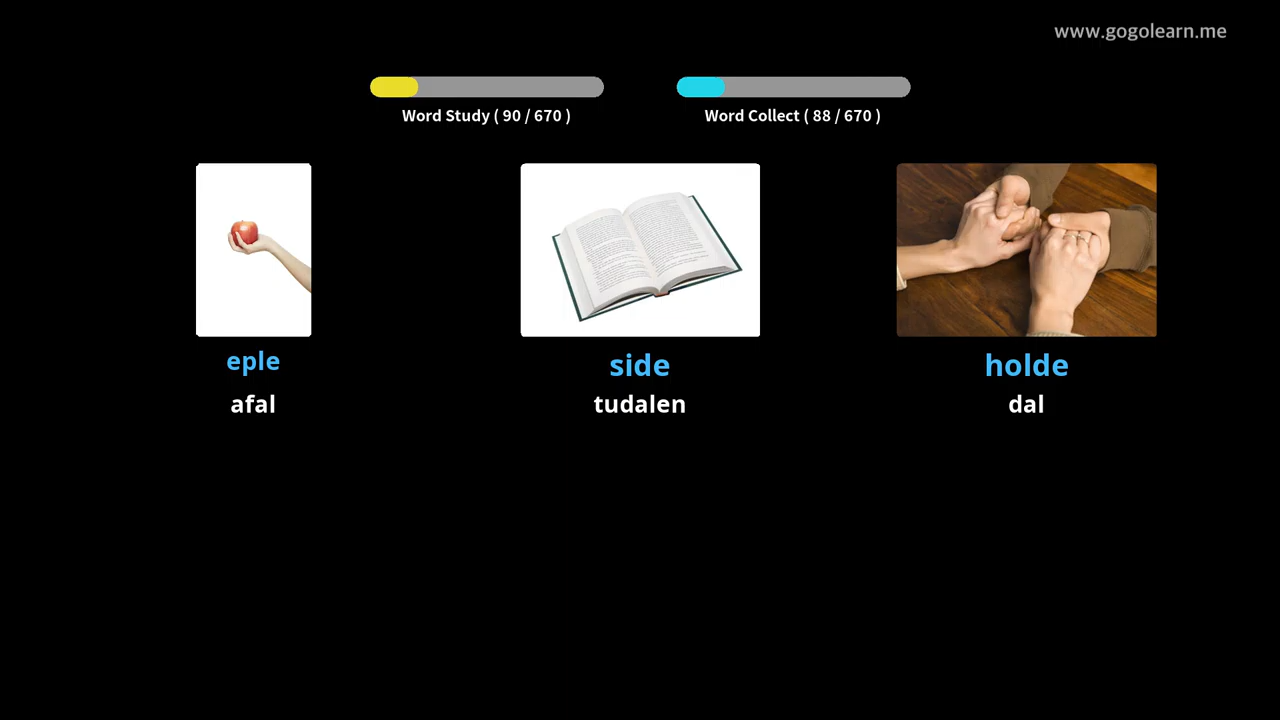 www.gogolearn.me
Word Study ( 90 / 670 )
Word Collect ( 88 / 670 )
eple
afal
side
tudalen
holde
dal